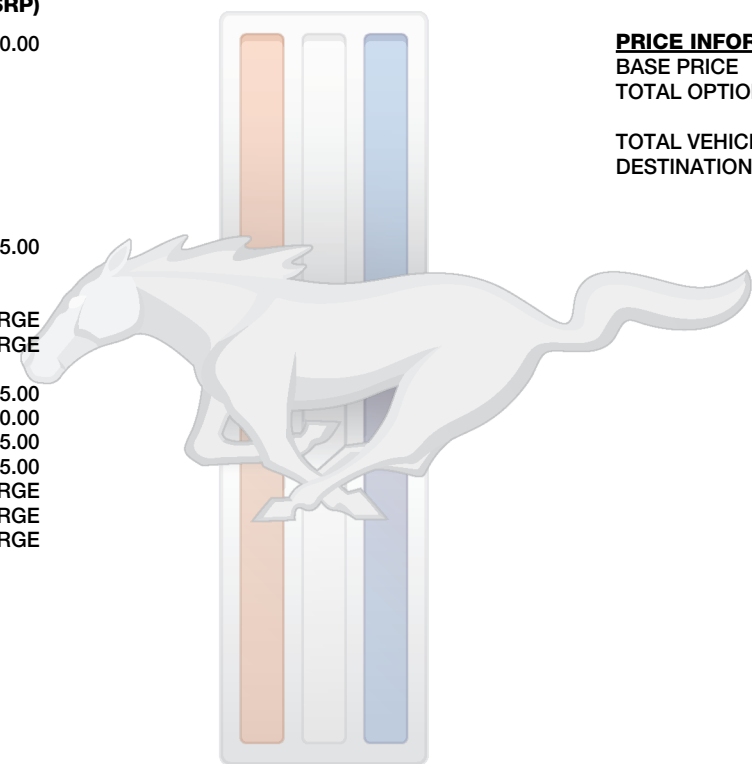 SRP)
0.00
5.00
RGE
RGE
5.00
0.00
5.00
5.00
RGE
RGE
RGE
PRICE INFOR
BASE PRICE
TOTAL OPTIO
TOTAL VEHICL
DESTINATION